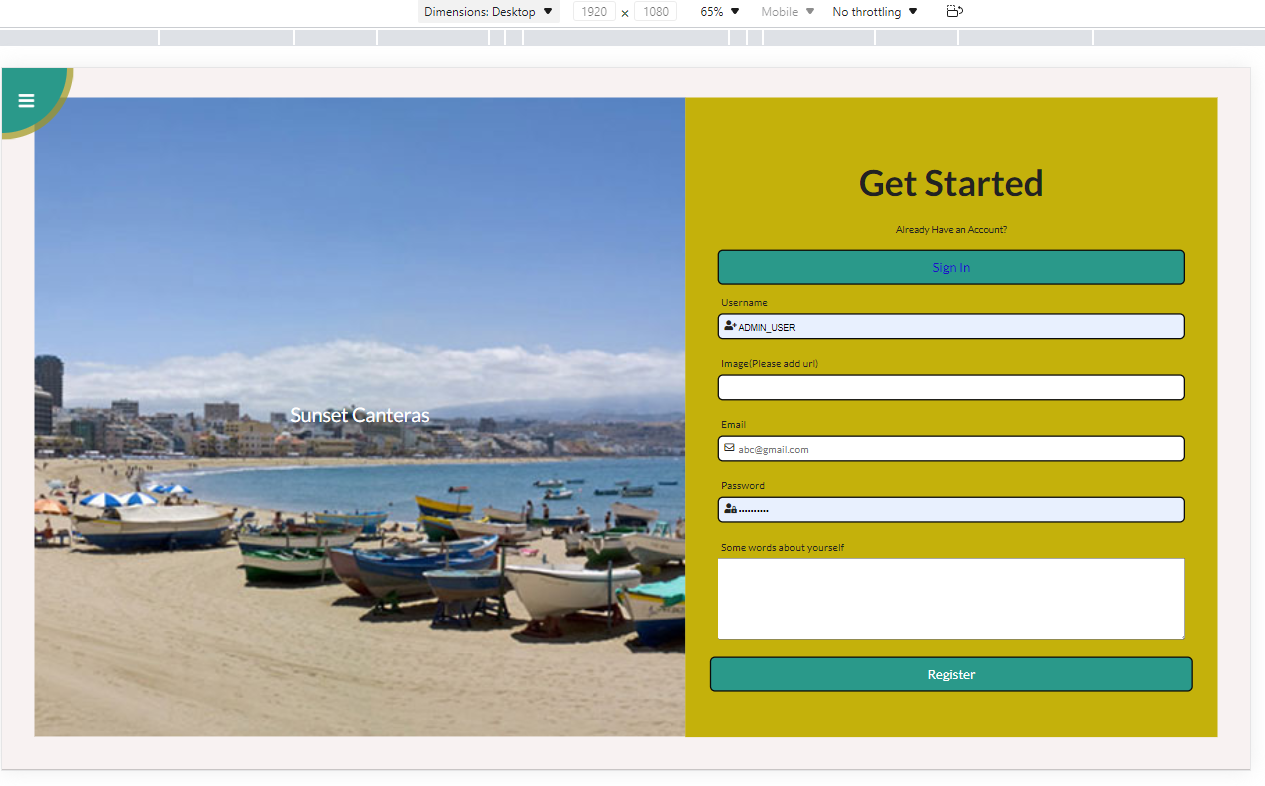 Dimensions: Desktop 1920 x 1080 65% Mobile No throttling
Get Started
Already Have an Account?
Sign In
Username
ADMIN_USER
Image(Please add url)
Sunset Canteras
Email
abc@gmail.com
Password
••••••••••
Some words about yourself
Register